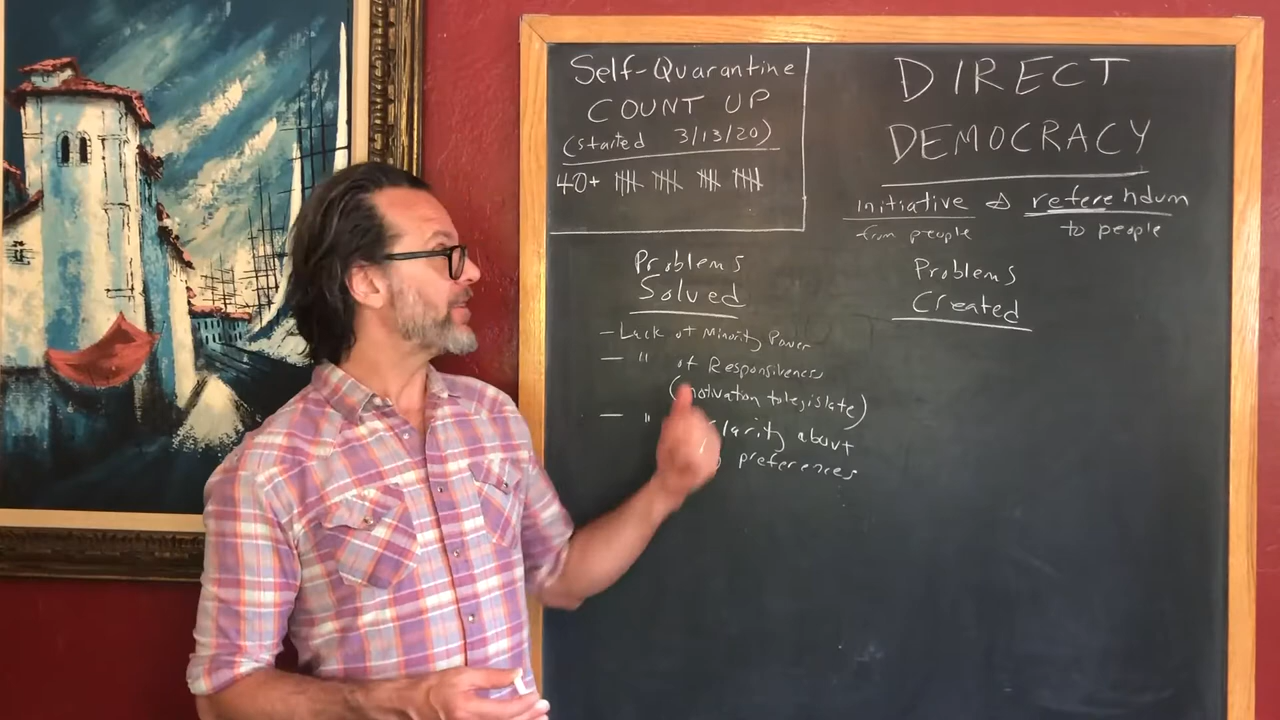 Self-Quarantine
COUNT UP
(started 3/13/20)
40+
DIRECT
DEMOCRACY
initiative & referendum
from people
to people
Problems
Solved
- Lack of Minority Power
- " of Responsiveness
(motivation to legislate)
- " clarity about
preferences
Problems
Created